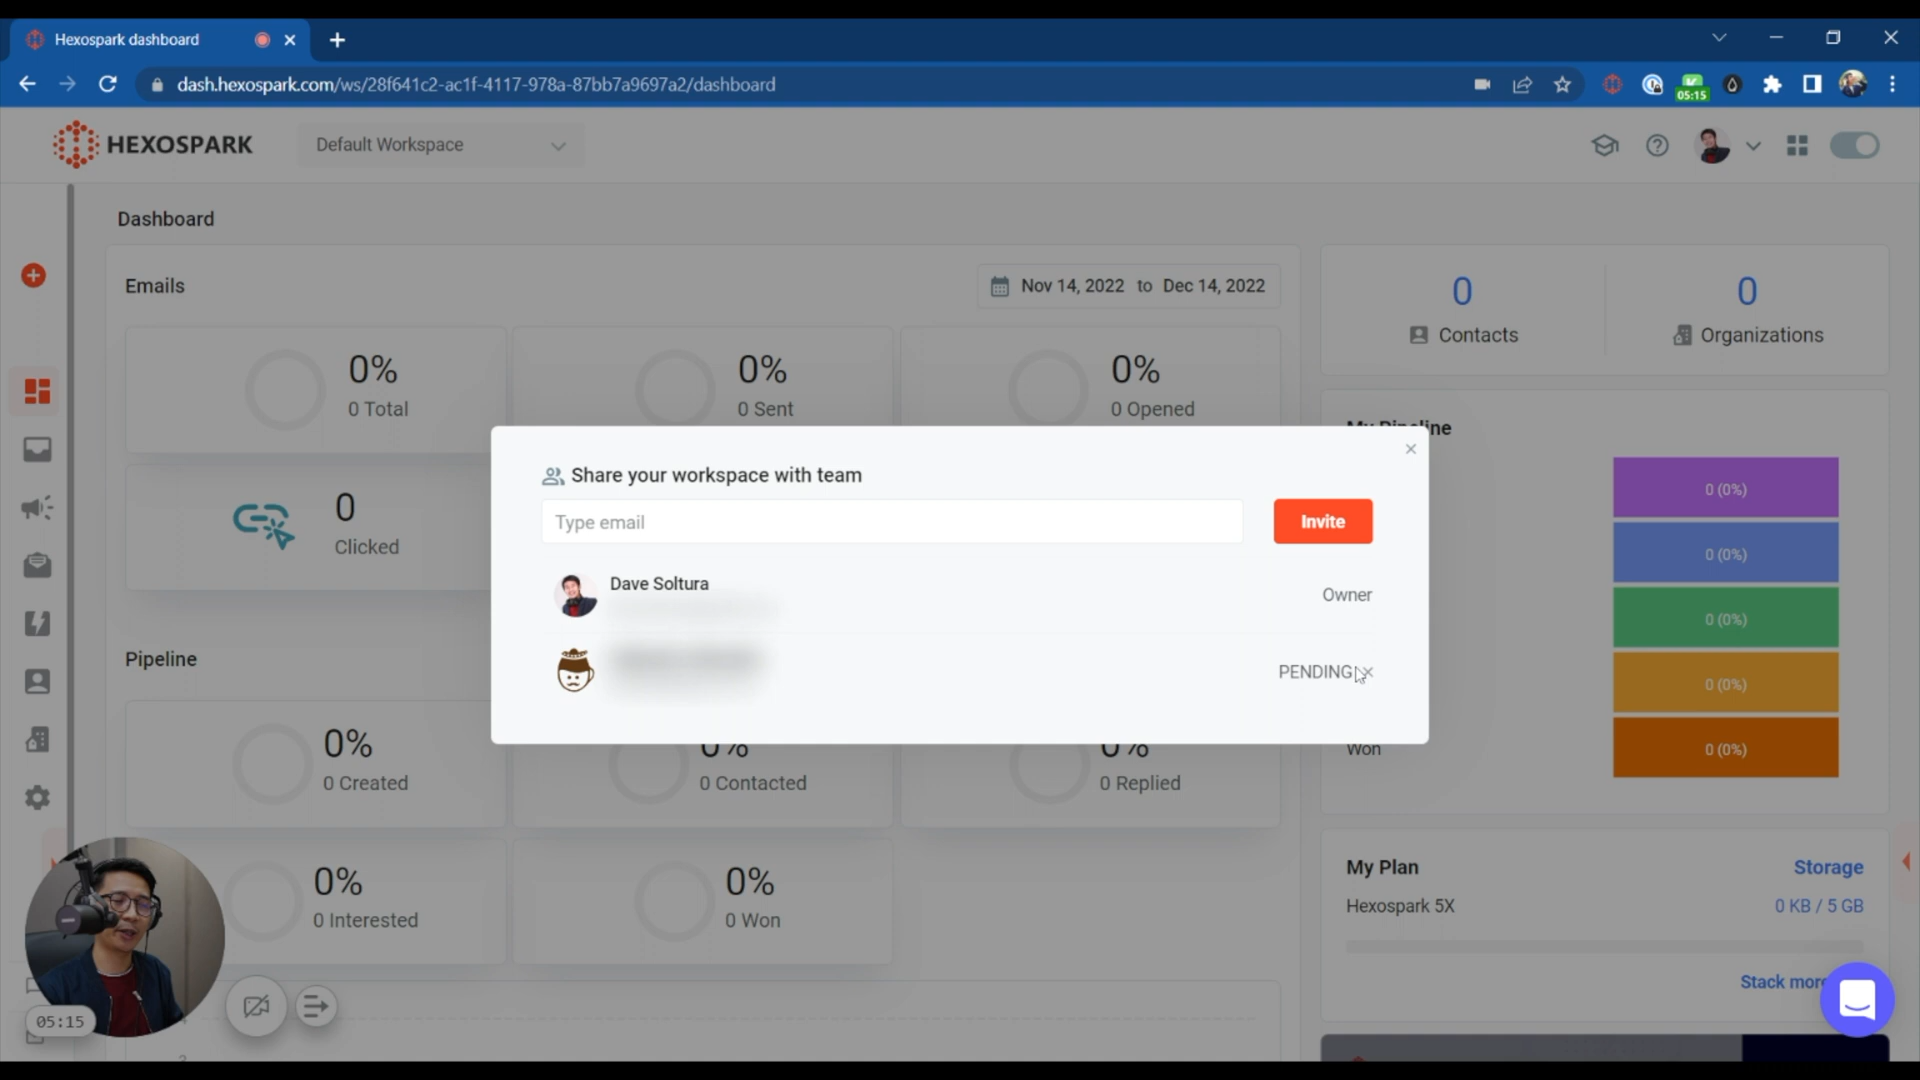 Hexospark dashboard
dash.hexospark.com/ws/28f641c2-ac1f-4117-978a-87bb7a9697a2/dashboard
05:15
HEXOSPARK
Default Workspace
Dashboard
Emails
Nov 14, 2022 to Dec 14, 2022
0%
0 Total
0%
0 Sent
0%
0 Opened
0
Clicked
0
Contacts
0
Organizations
Share your workspace with team
Type email
Invite
Dave Soltura
Owner
PENDING
0 (0%)
0 (0%)
0 (0%)
0 (0%)
Won
0 (0%)
Pipeline
0%
0 Created
0 Contacted
0 Replied
0%
0 Interested
0%
0 Won
My Plan
Storage
Hexospark 5X
0 KB / 5 GB
Stack more
05:15